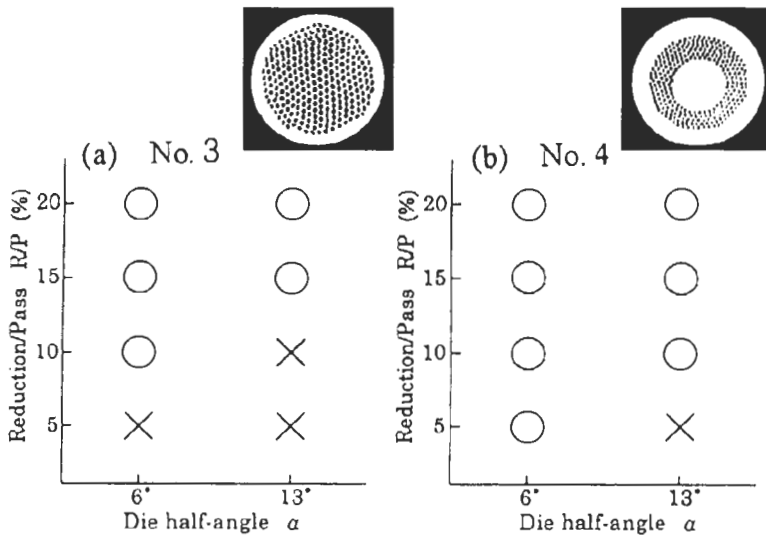 (a) No. 3
Reduction/Pass R/P (%)
20
15
10
5
6° 13°
Die half-angle α
(b) No. 4
Reduction/Pass R/P (%)
20
15
10
5
6° 13°
Die half-angle α